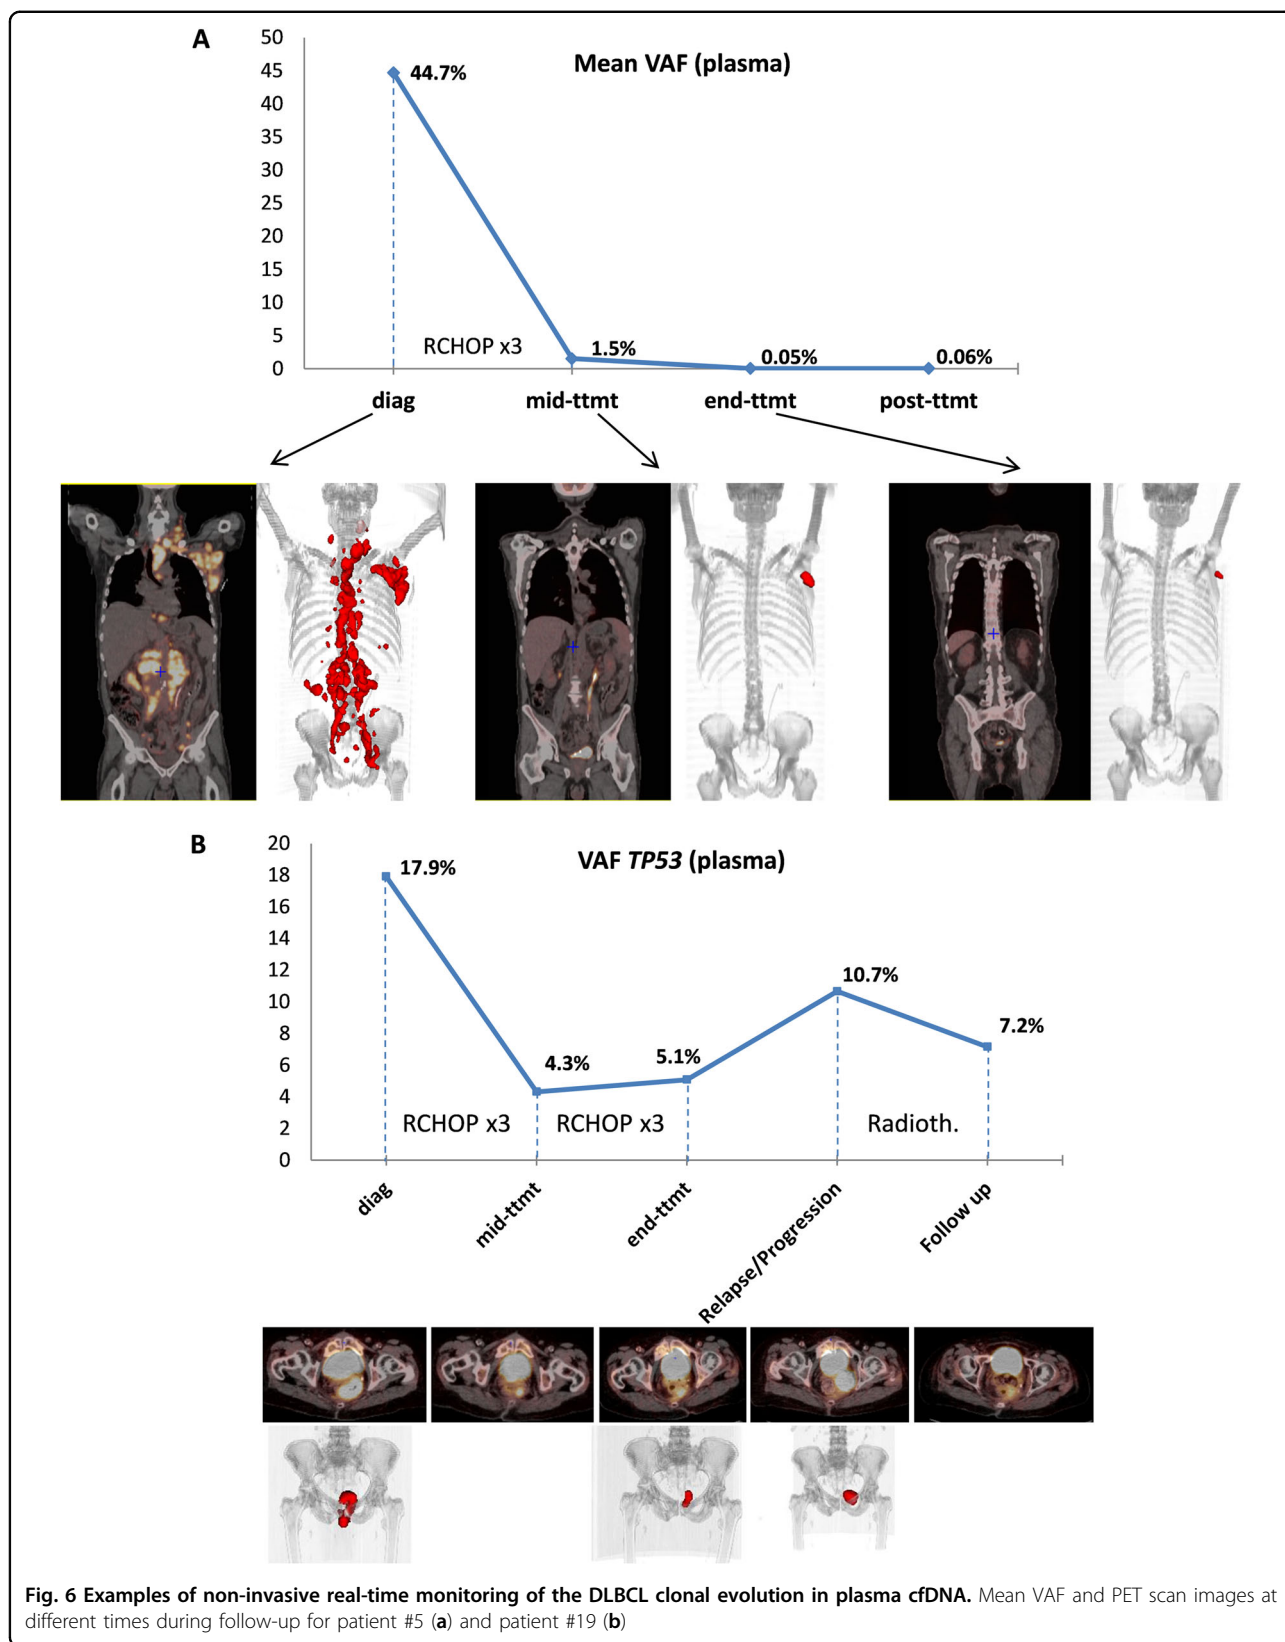 A
Mean VAF (plasma)
50
45
40
35
30
25
20
15
10
5
0
44.7%
RCHOP x3
1.5%
0.05%
0.06%
diag
mid-ttmt
end-ttmt
post-ttmt
B
VAF TP53 (plasma)
20
18
16
14
12
10
8
6
4
2
0
17.9%
4.3%
5.1%
10.7%
7.2%
RCHOP x3
RCHOP x3
Radioth.
diag
mid-ttmt
end-ttmt
Relapse/Progression
Follow up
Fig. 6 Examples of non-invasive real-time monitoring of the DLBCL clonal evolution in plasma cfDNA. Mean VAF and PET scan images at
different times during follow-up for patient #5 (a) and patient #19 (b)